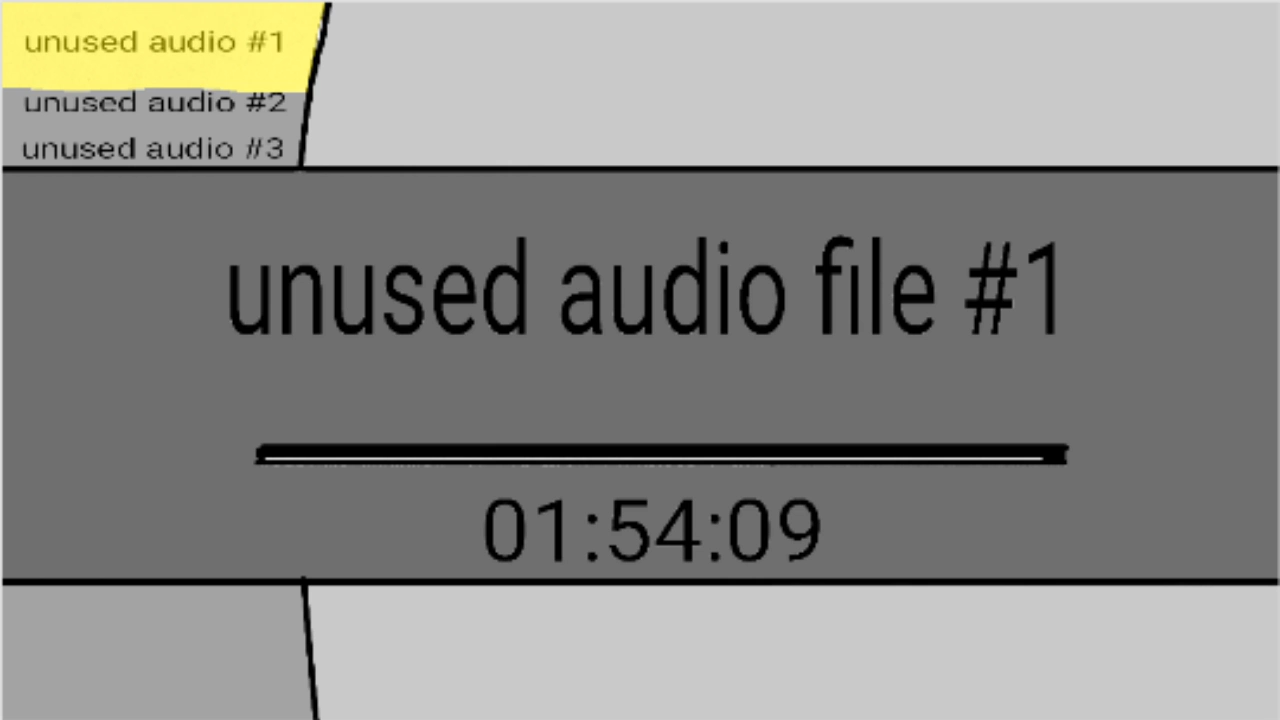 unused audio #1
unused audio #2
unused audio #3
unused audio file #1
01:54:09